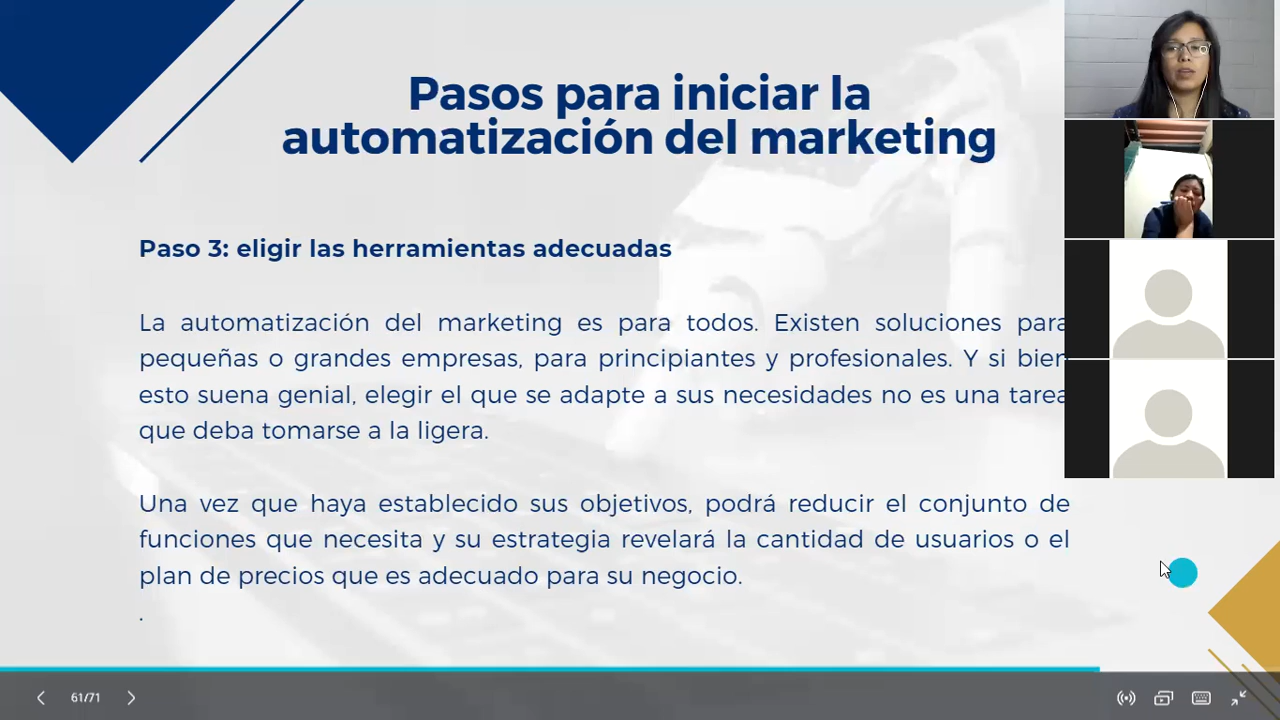 Pasos para iniciar la
automatización del marketing
Paso 3: eligir las herramientas adecuadas
La automatización del marketing es para todos. Existen soluciones para
pequeñas o grandes empresas, para principiantes y profesionales. Y si bien
esto suena genial, elegir el que se adapte a sus necesidades no es una tarea
que deba tomarse a la ligera.
Una vez que haya establecido sus objetivos, podrá reducir el conjunto de
funciones que necesita y su estrategia revelará la cantidad de usuarios o el
plan de precios que es adecuado para su negocio.
.
61/71